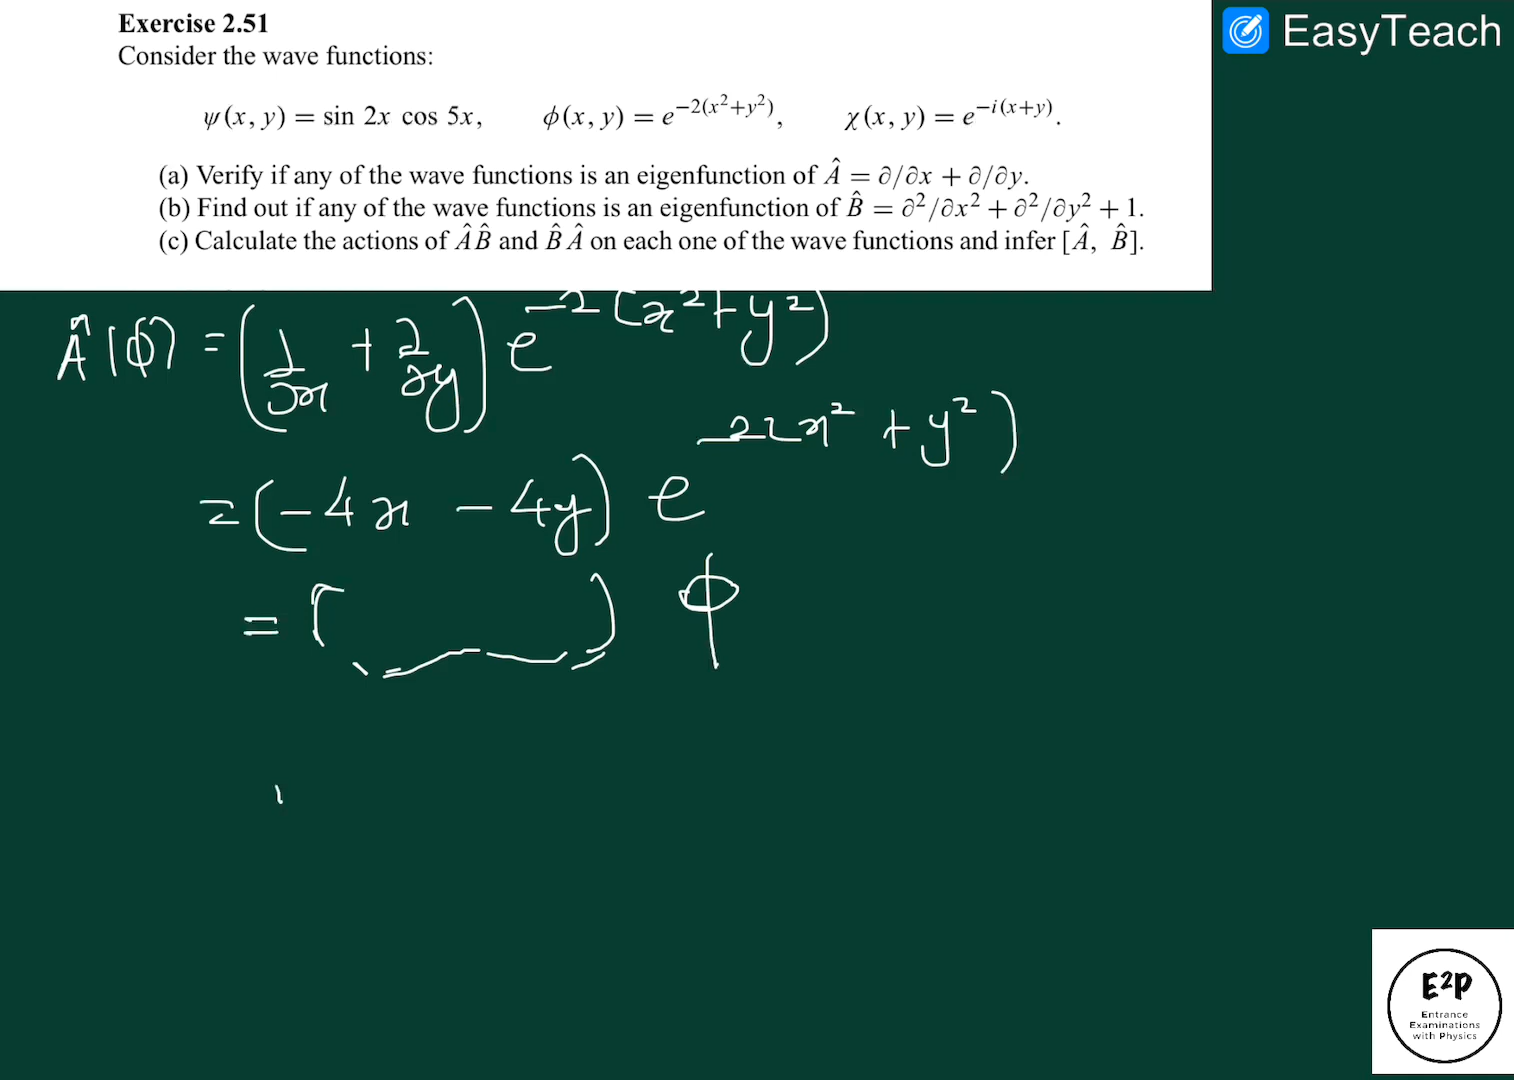 Exercise 2.51
EasyTeach
Consider the wave functions:
ψ(x, y) = sin 2x cos 5x, ϕ(x, y) = e^{−2(x²+y²)}, χ(x, y) = e^{−i(x+y)}.
(a) Verify if any of the wave functions is an eigenfunction of Â = ∂/∂x + ∂/∂y.
(b) Find out if any of the wave functions is an eigenfunction of B̂ = ∂²/∂x² + ∂²/∂y² + 1.
(c) Calculate the actions of ÂB̂ and B̂Â on each one of the wave functions and infer [Â, B̂].
Â|ϕ⟩ = (∂/∂x + ∂/∂y) e^{−2(x²+y²)}
= (−4x − 4y) e^{−2(x² + y²)}
= ( ) ϕ
E²P
Entrance
Examinations
with Physics